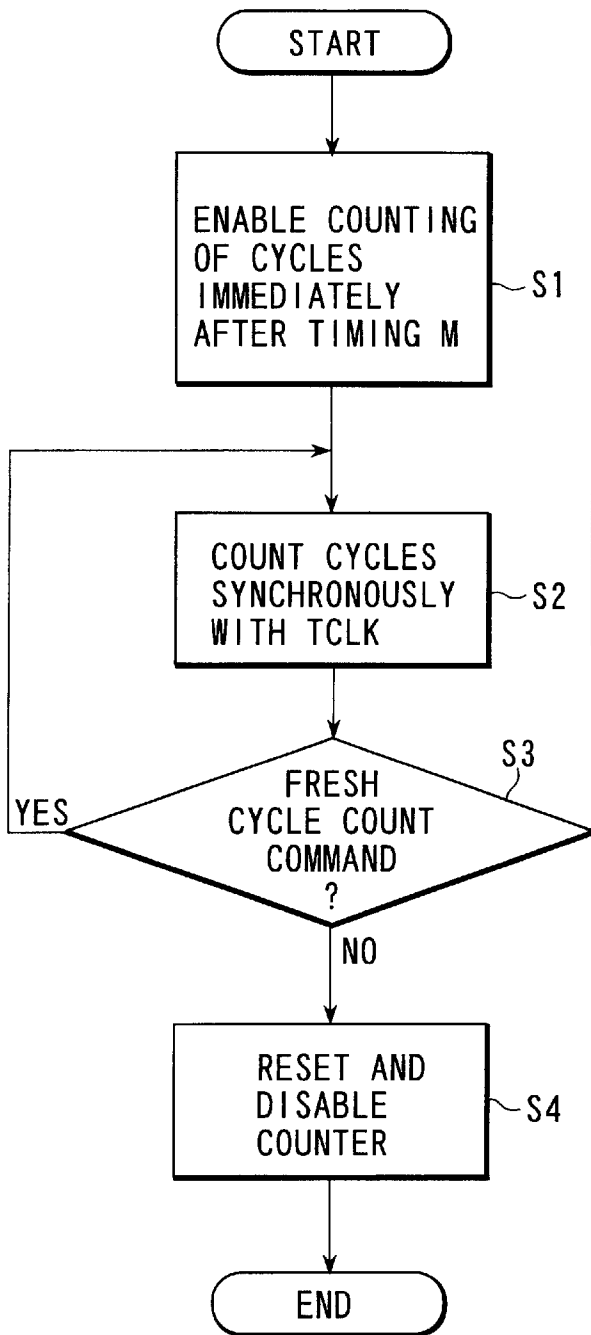 START
ENABLE COUNTING
OF CYCLES
IMMEDIATELY
AFTER TIMING M
S1
COUNT CYCLES
SYNCHRONOUSLY
WITH TCLK
S2
S3
FRESH
CYCLE COUNT
COMMAND
?
YES
NO
RESET AND
DISABLE
COUNTER
S4
END